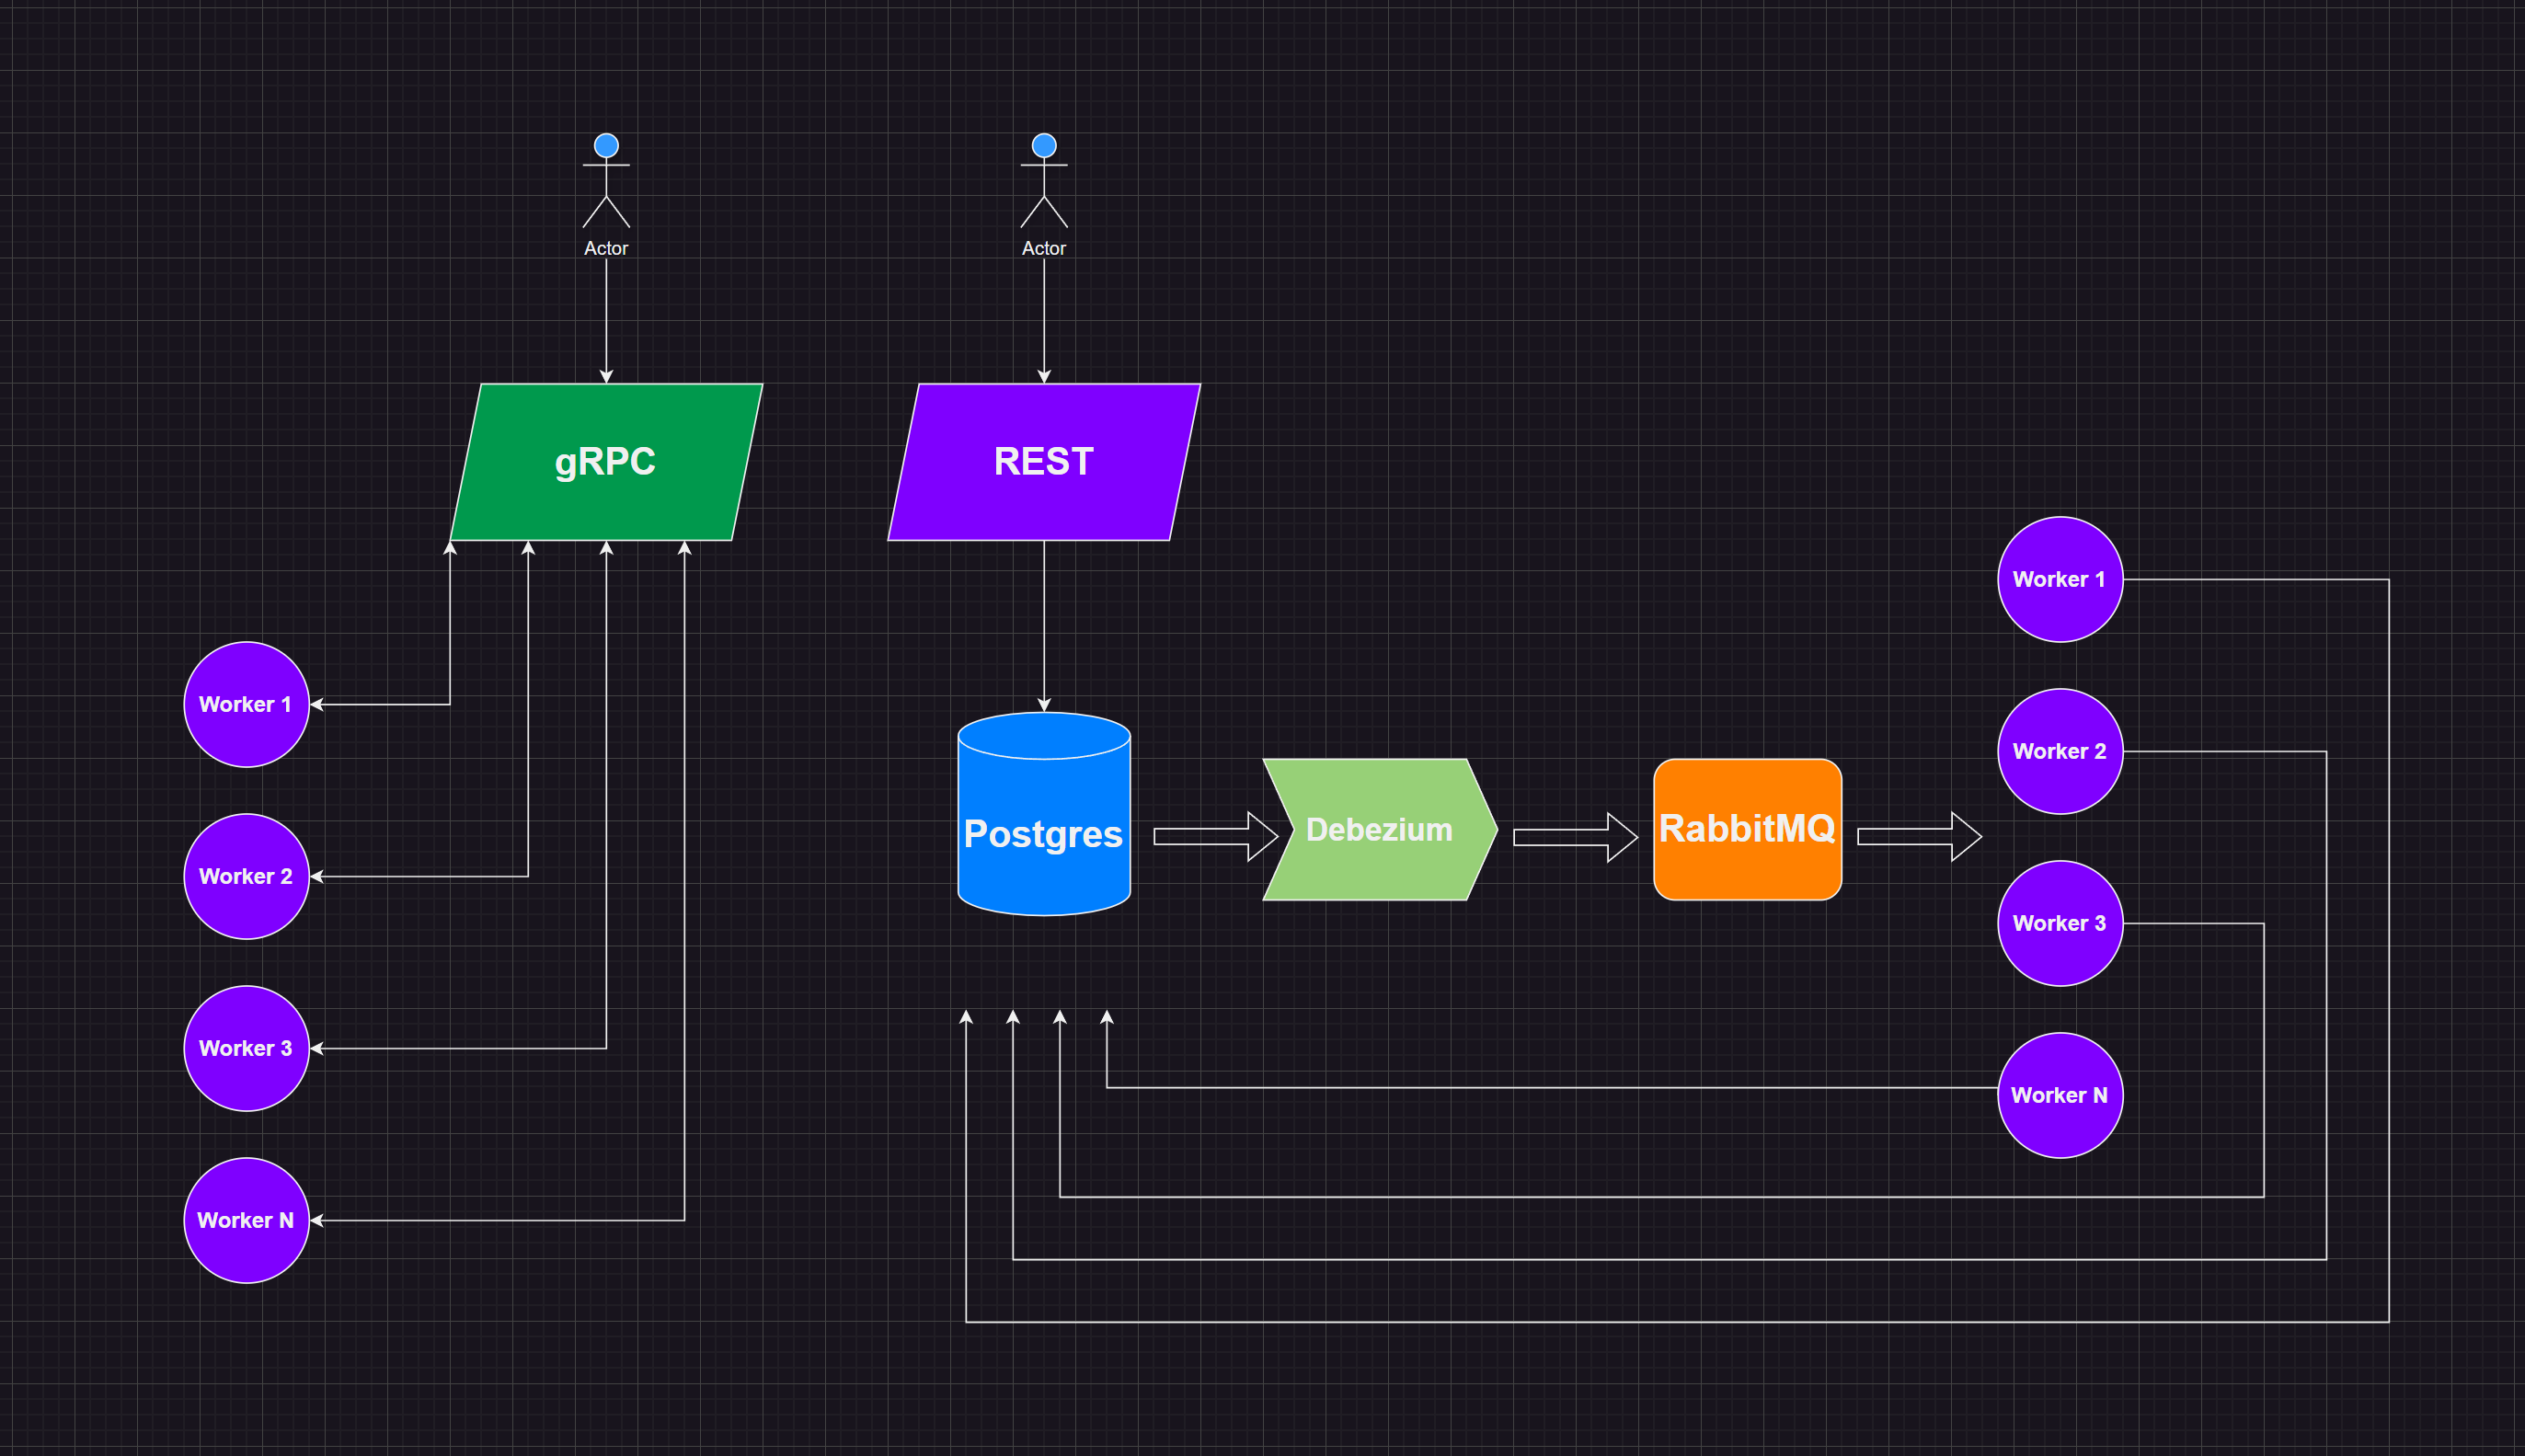 Actor
Actor
gRPC
REST
Worker 1
Worker 1
Worker 2
Postgres
Debezium
RabbitMQ
Worker 2
Worker 3
Worker 3
Worker N
Worker N